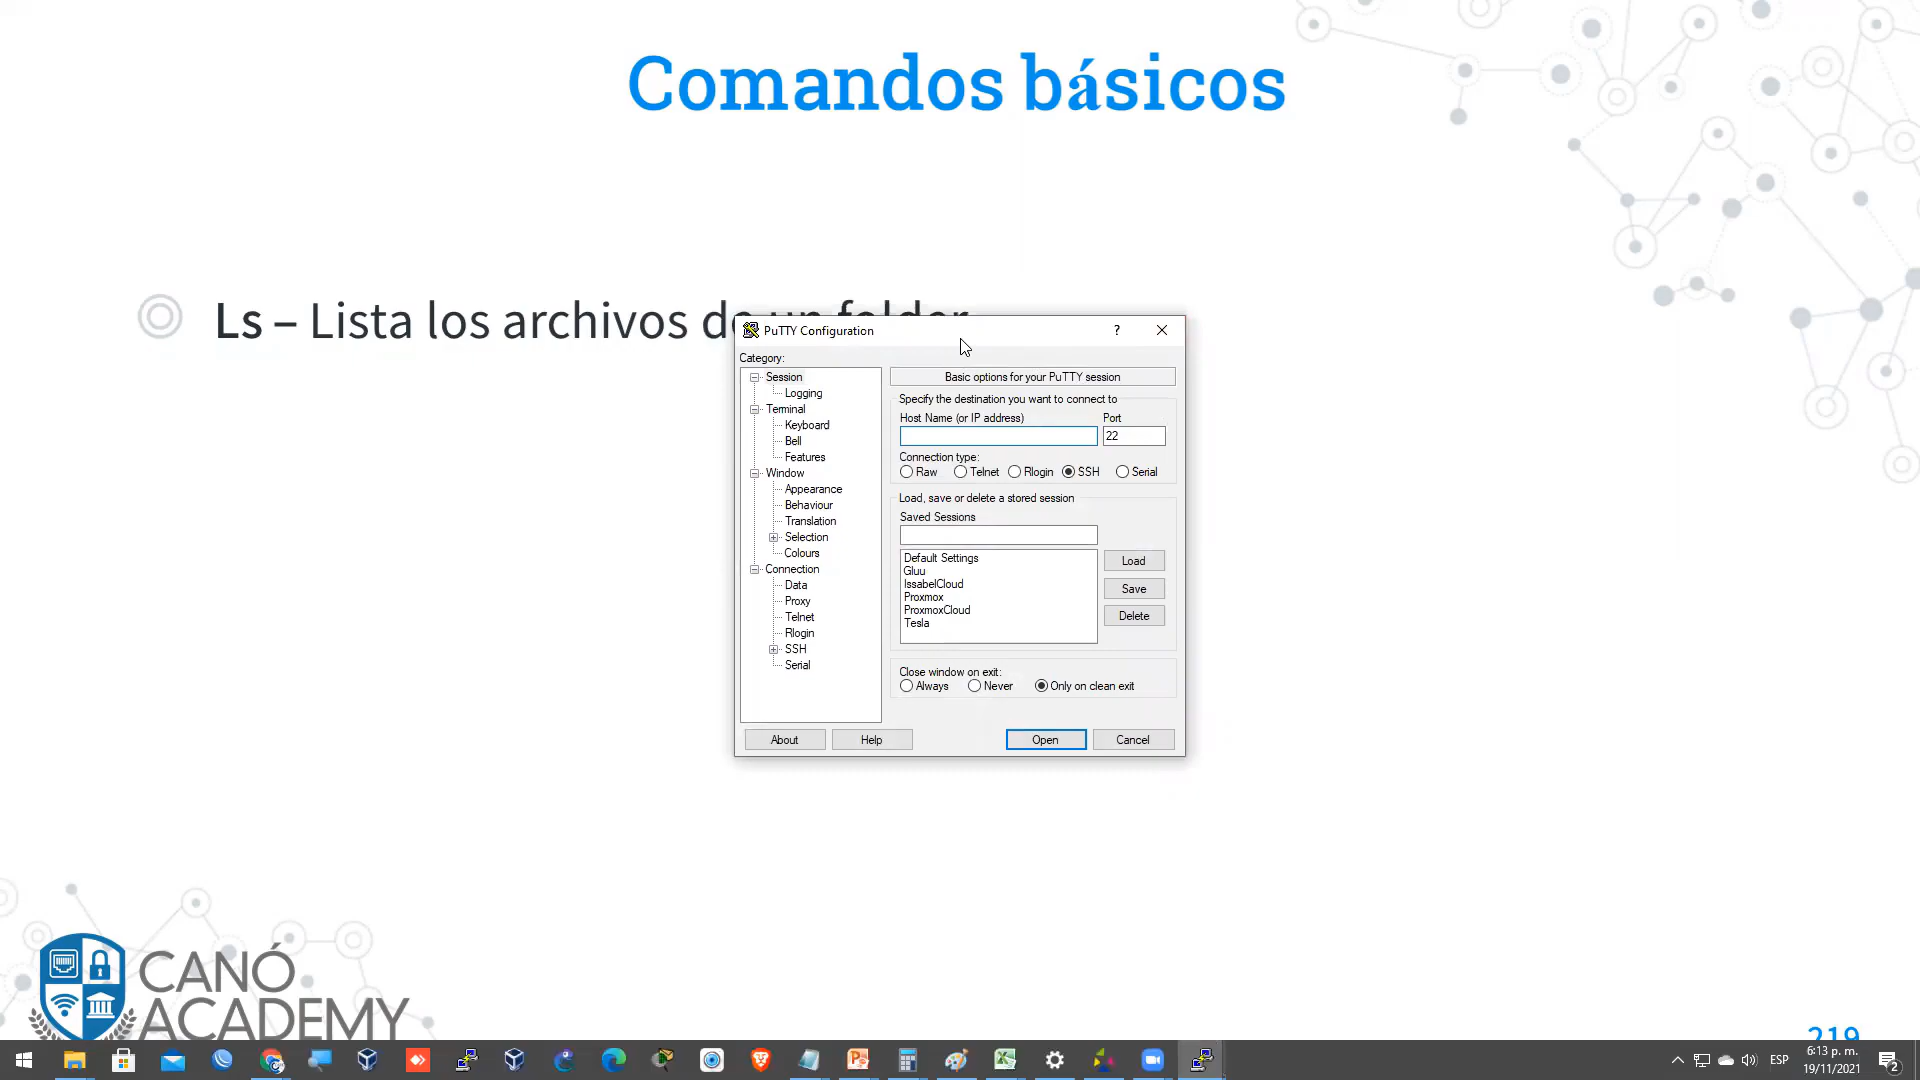 Comandos básicos
Ls – Lista los archivos de un folder
PuTTY Configuration
?
Category:
Session
Logging
Terminal
Keyboard
Bell
Features
Window
Appearance
Behaviour
Translation
Selection
Colours
Connection
Data
Proxy
Telnet
Rlogin
SSH
Serial
Basic options for your PuTTY session
Specify the destination you want to connect to
Host Name (or IP address) Port
22
Connection type:
Raw Telnet Rlogin SSH Serial
Load, save or delete a stored session
Saved Sessions
Default Settings
Gluu
IssabelCloud
Proxmox
ProxmoxCloud
Tesla
Load
Save
Delete
Close window on exit:
Always Never Only on clean exit
About Help Open Cancel
CANÓ
ACADEMY
219
ESP
6:13 p. m.
19/11/2021
2